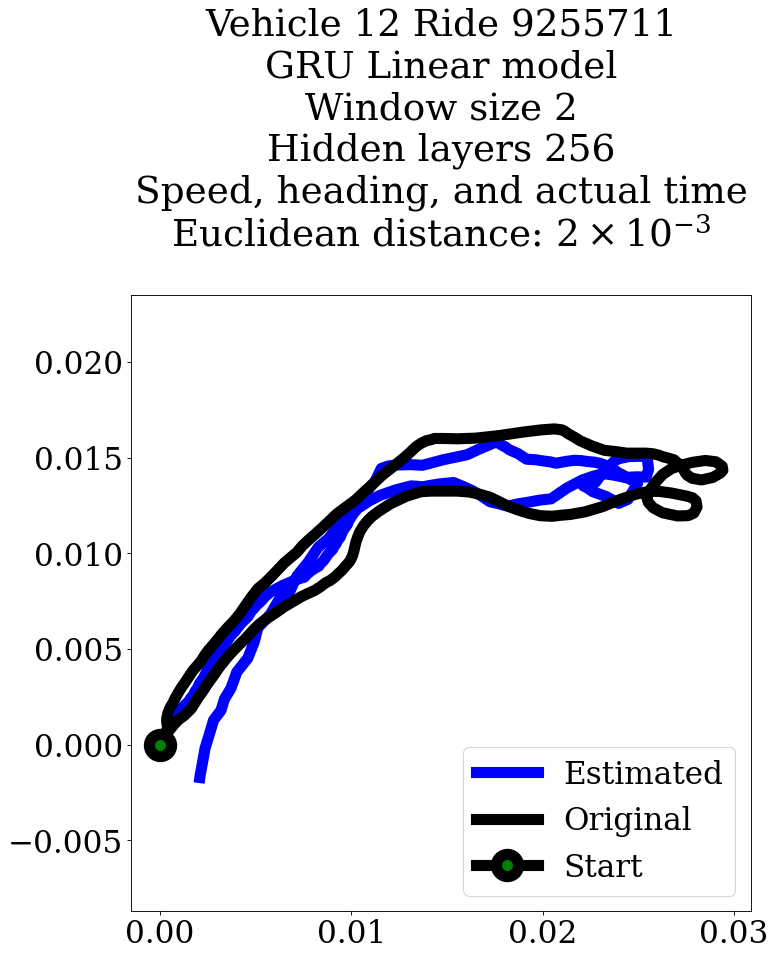 Vehicle 12 Ride 9255711
GRU Linear model
Window size 2
Hidden layers 256
Speed, heading, and actual time
Euclidean distance: 2 × 10⁻³
0.020
0.015
0.010
0.005
0.000
−0.005
Estimated
Original
Start
0.00 0.01 0.02 0.03